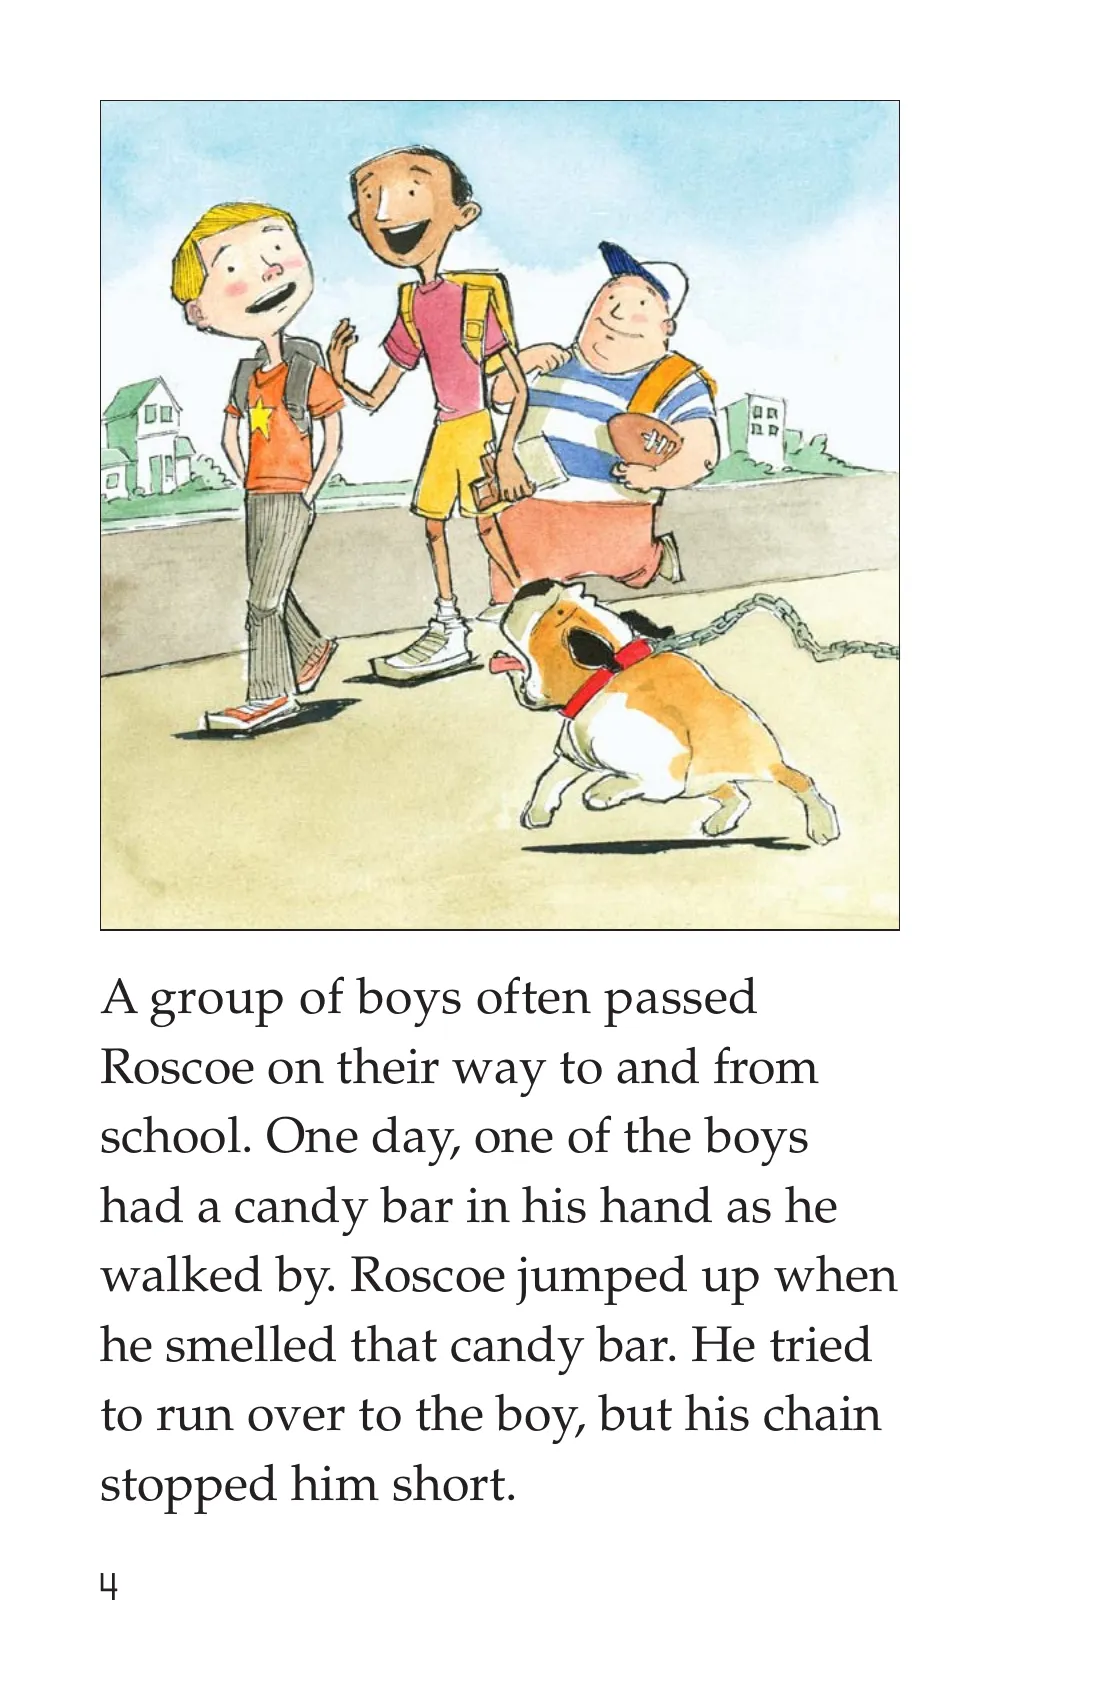 A group of boys often passed
Roscoe on their way to and from
school. One day, one of the boys
had a candy bar in his hand as he
walked by. Roscoe jumped up when
he smelled that candy bar. He tried
to run over to the boy, but his chain
stopped him short.
4